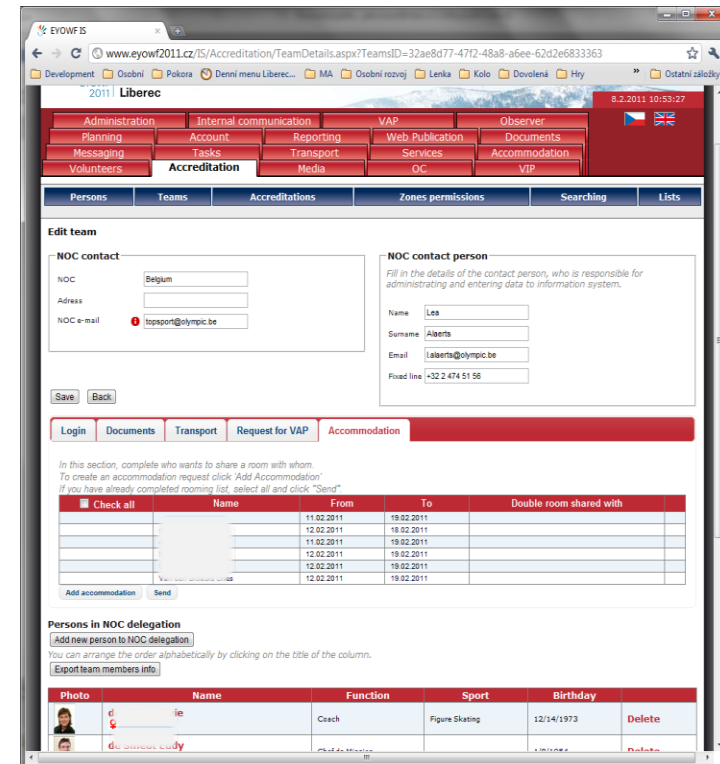 EYOWF IS
www.eyowf2011.cz/IS/Accreditation/TeamDetails.aspx?TeamsID=32ae8d77-47f2-48a8-a6ee-62d2e6833363
Development Osobní Pokora Denní menu Liberec... MA Osobní rozvoj Lenka Kolo Dovolená Hry » Ostatní záložky
2011 Liberec
8.2.2011 10:53:27
Administration Internal communication VAP Observer
Planning Account Reporting Web Publication Documents
Messaging Tasks Transport Services Accommodation
Volunteers Accreditation Media OC VIP
Persons Teams Accreditations Zones permissions Searching Lists
Edit team
NOC contact
NOC Belgium
Adress
NOC e-mail topsport@olympic.be
NOC contact person
Fill in the details of the contact person, who is responsible for
administrating and entering data to information system.
Name Lea
Surname Alaerts
Email l.alaerts@olympic.be
Fixed line +32 2 474 51 56
Save Back
Login Documents Transport Request for VAP Accommodation
In this section, complete who wants to share a room with whom.
To create an accommodation request click 'Add Accommodation'
If you have already completed rooming list, select all and click "Send".
Check all Name From To Double room shared with
11.02.2011 19.02.2011
12.02.2011 18.02.2011
11.02.2011 19.02.2011
12.02.2011 19.02.2011
12.02.2011 19.02.2011
12.02.2011 19.02.2011
Add accommodation Send
Persons in NOC delegation
Add new person to NOC delegation
You can arrange the order alphabetically by clicking on the title of the column.
Export team members info
Photo Name Function Sport Birthday
Coach Figure Skating 12/14/1973 Delete